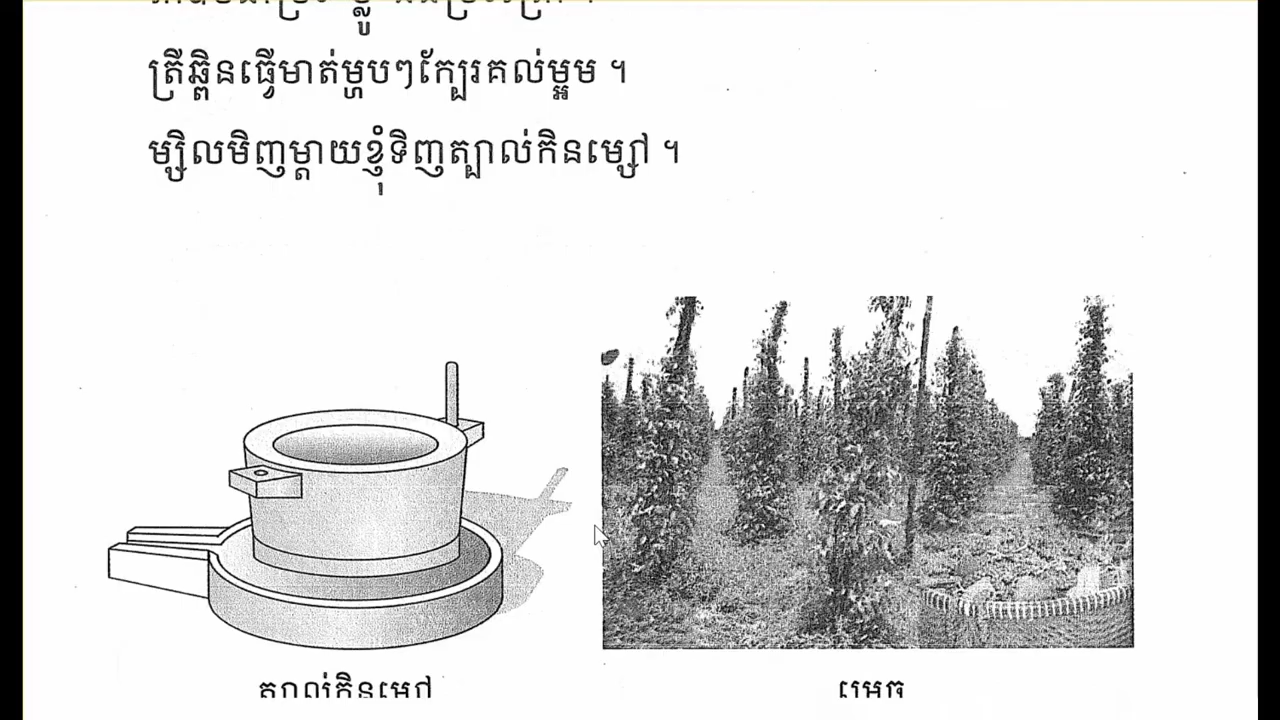 ត្រីឆ្ពិនធ្វើមាត់ម្ហបៗក្បែរគល់ម្អម ។
ម្សិលមិញម្ដាយខ្ញុំទិញត្បាល់កិនម្សៅ ។
ត្បាល់កិនម្សៅ
ម្រេច